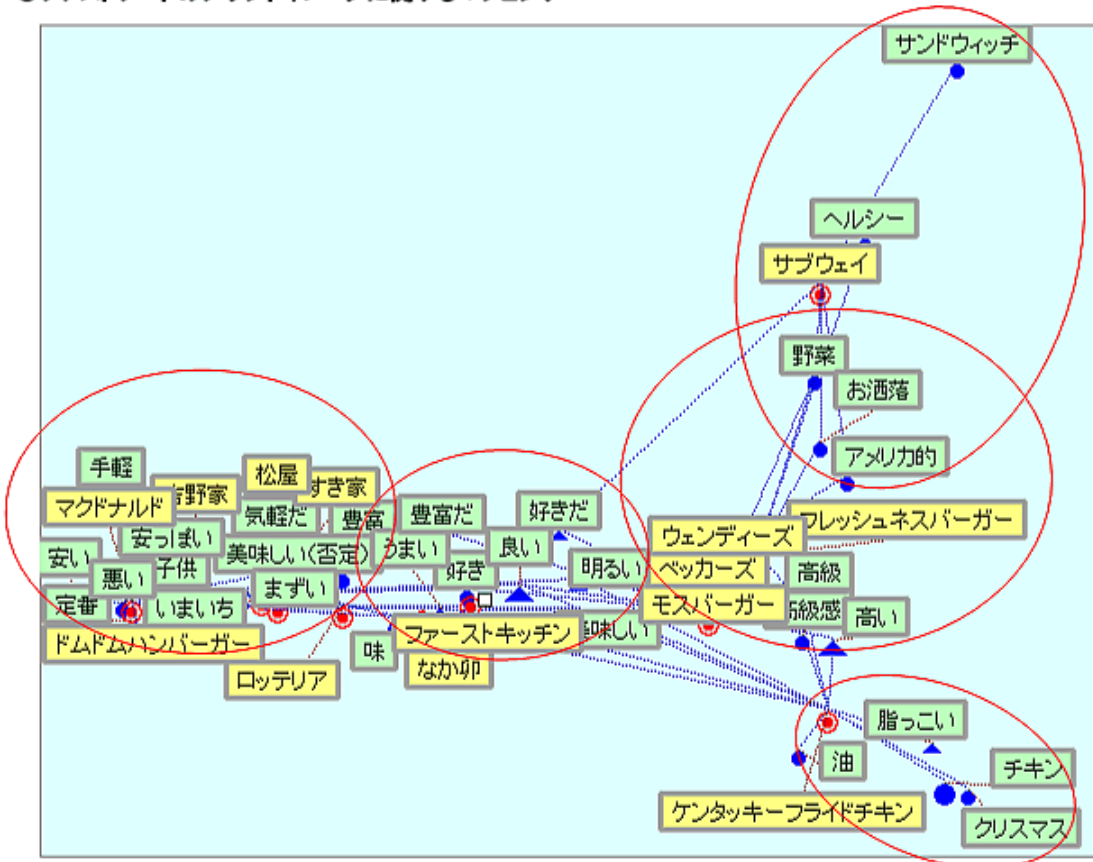 サンドウィッチ
ヘルシー
サブウェイ
野菜
お洒落
アメリカ的
手軽
松屋
マクドナルド
吉野家
すき家
気軽だ
豊富
豊富だ
好きだ
フレッシュネスバーガー
安っぽい
ウェンディーズ
安い
子供
美味しい(否定)
うまい
良い
悪い
好き
明るい
ベッカーズ
高級
まずい
定番
いまいち
モスバーガー
高級感
高い
ドムドムハンバーガー
ファーストキッチン
美味しい
味
なか卯
ロッテリア
脂っこい
油
チキン
ケンタッキーフライドチキン
クリスマス